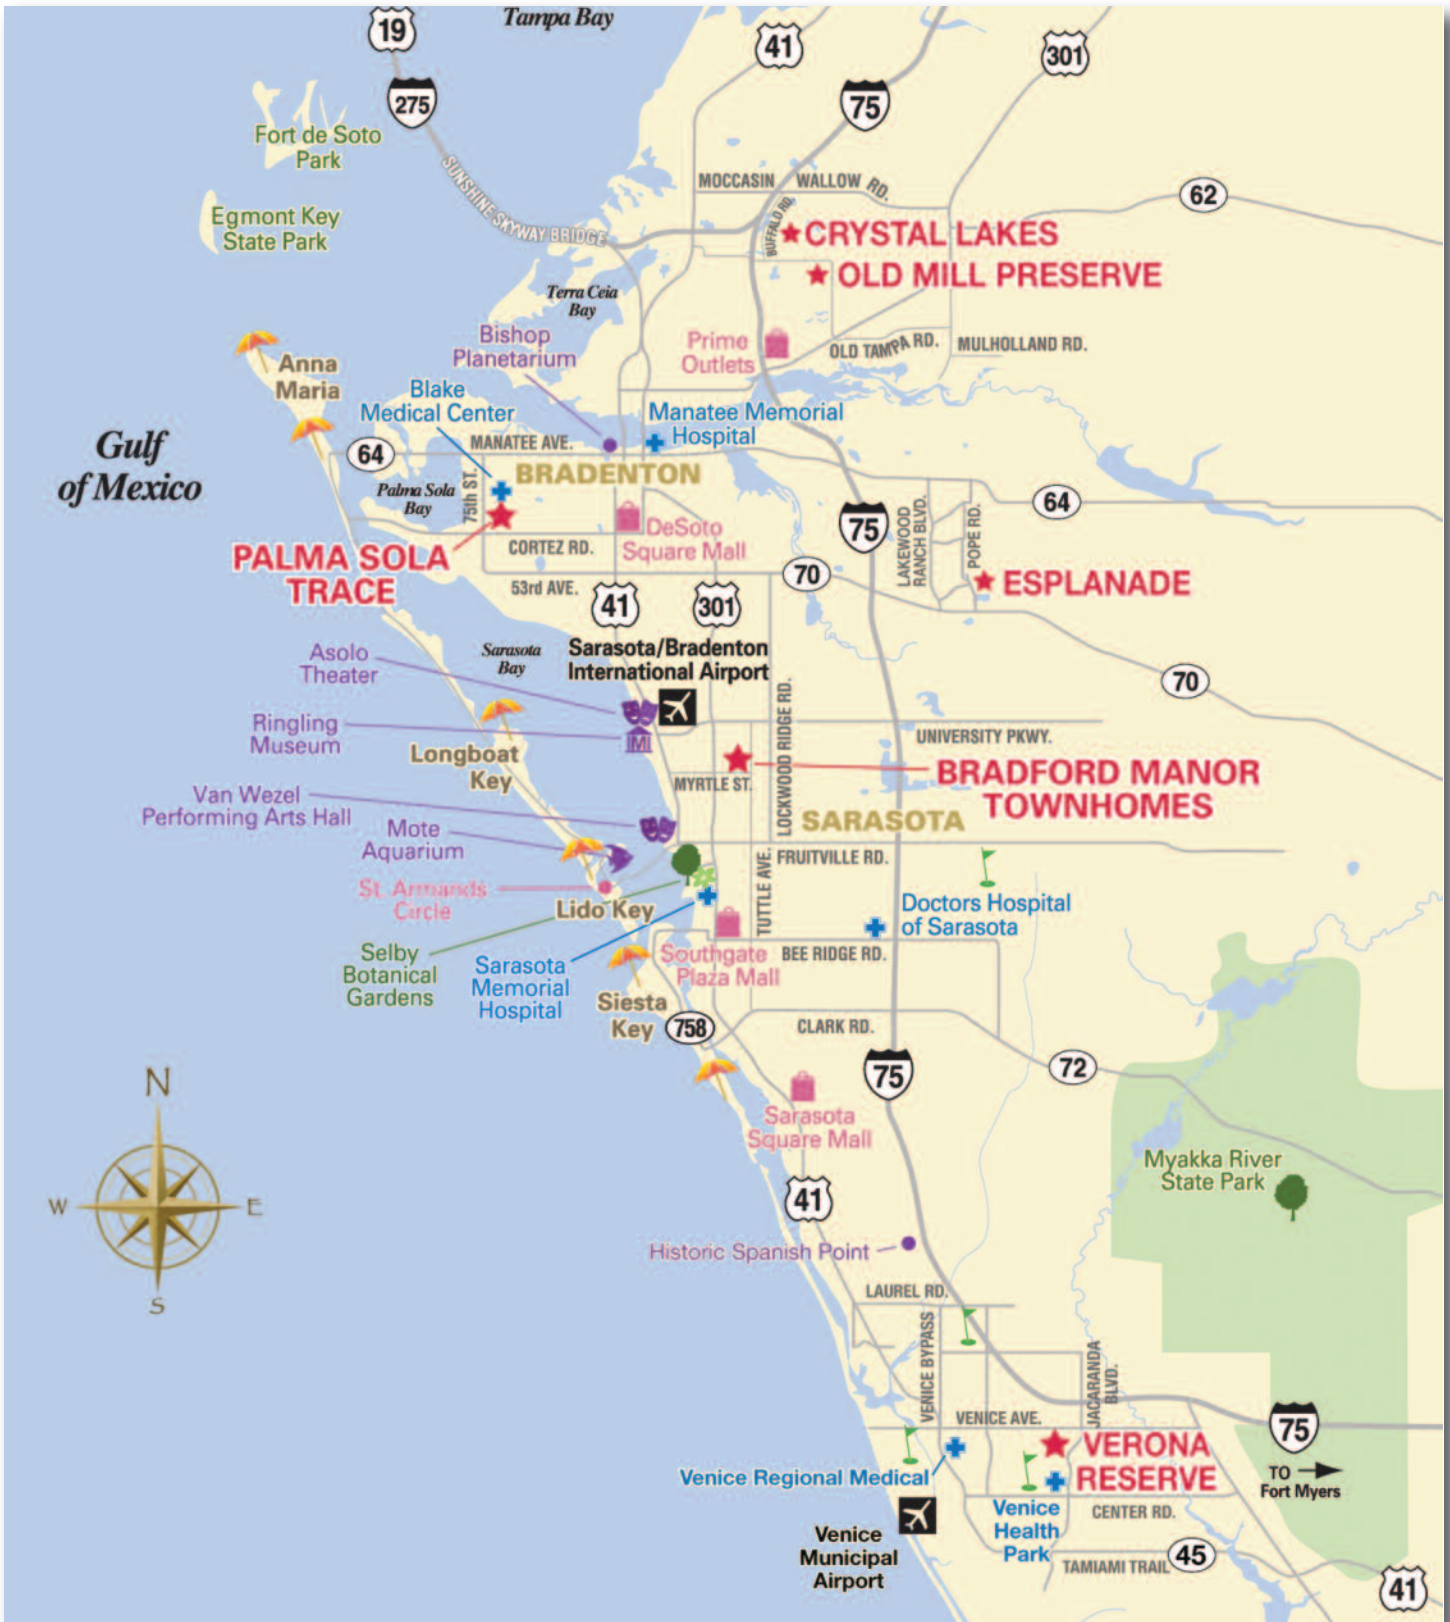 Tampa Bay
19
275
41
75
301
Fort de Soto
Park
SUNSHINE SKYWAY BRIDGE
MOCCASIN WALLOW RD.
62
Egmont Key
State Park
BUFFALO RD.
CRYSTAL LAKES
OLD MILL PRESERVE
Terra Ceia
Bay
Bishop
Planetarium
Prime
Outlets
OLD TAMPA RD.
MULHOLLAND RD.
Anna
Maria
Blake
Medical Center
Manatee Memorial
Hospital
Gulf
of Mexico
64
MANATEE AVE.
BRADENTON
Palma Sola
Bay
75th ST.
64
75
LAKEWOOD
RANCH BLVD.
POPE RD.
DeSoto
Square Mall
CORTEZ RD.
PALMA SOLA
TRACE
53rd AVE.
70
ESPLANADE
41
301
Asolo
Theater
Sarasota
Bay
Sarasota/Bradenton
International Airport
70
LOCKWOOD RIDGE RD.
Ringling
Museum
UNIVERSITY PKWY.
Longboat
Key
MYRTLE ST.
BRADFORD MANOR
TOWNHOMES
Van Wezel
Performing Arts Hall
SARASOTA
Mote
Aquarium
FRUITVILLE RD.
TUTTLE AVE.
St. Armands
Circle
Lido Key
Doctors Hospital
of Sarasota
Selby
Botanical
Gardens
Sarasota
Memorial
Hospital
Southgate
Plaza Mall
BEE RIDGE RD.
Siesta
Key
758
CLARK RD.
75
72
N
W
E
S
Sarasota
Square Mall
Myakka River
State Park
41
Historic Spanish Point
LAUREL RD.
VENICE BYPASS
JACARANDA
BLVD.
VENICE AVE.
75
TO
Fort Myers
VERONA
RESERVE
Venice Regional Medical
Venice
Health
Park
CENTER RD.
Venice
Municipal
Airport
TAMIAMI TRAIL
45
41